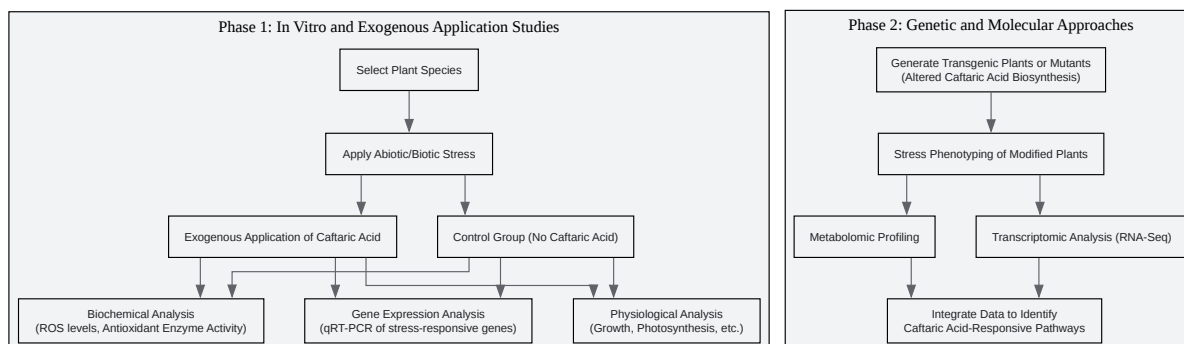 Phase 1: In Vitro and Exogenous Application Studies
Select Plant Species
Apply Abiotic/Biotic Stress
Exogenous Application of Caftaric Acid
Control Group (No Caftaric Acid)
Biochemical Analysis
(ROS levels, Antioxidant Enzyme Activity)
Gene Expression Analysis
(qRT-PCR of stress-responsive genes)
Physiological Analysis
(Growth, Photosynthesis, etc.)
Phase 2: Genetic and Molecular Approaches
Generate Transgenic Plants or Mutants
(Altered Caftaric Acid Biosynthesis)
Stress Phenotyping of Modified Plants
Metabolomic Profiling
Transcriptomic Analysis (RNA-Seq)
Integrate Data to Identify
Caftaric Acid-Responsive Pathways